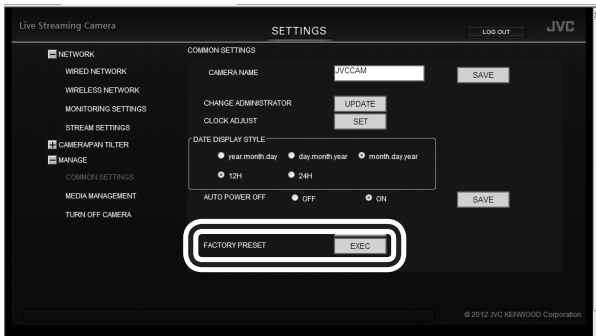 Live Streaming Camera
SETTINGS
LOG OUT
JVC
NETWORK
WIRED NETWORK
WIRELESS NETWORK
MONITORING SETTINGS
STREAM SETTINGS
CAMERA/PAN TILTER
MANAGE
COMMON SETTINGS
MEDIA MANAGEMENT
TURN OFF CAMERA
COMMON SETTINGS
CAMERA NAME JVCCAM SAVE
CHANGE ADMINISTRATOR UPDATE
CLOCK ADJUST SET
DATE DISPLAY STYLE
year.month.day day.month.year month.day.year
12H 24H
AUTO POWER OFF OFF ON SAVE
FACTORY PRESET EXEC
© 2012 JVC KENWOOD Corporation